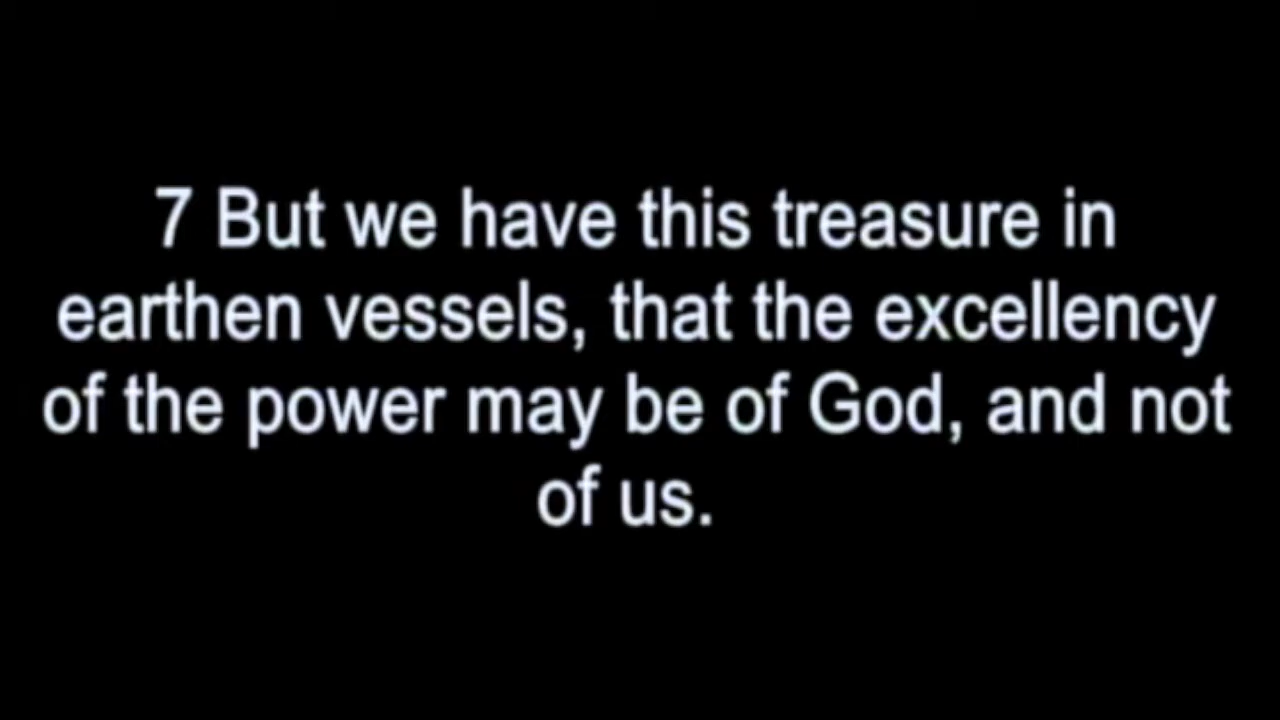 7 But we have this treasure in
earthen vessels, that the excellency
of the power may be of God, and not
of us.